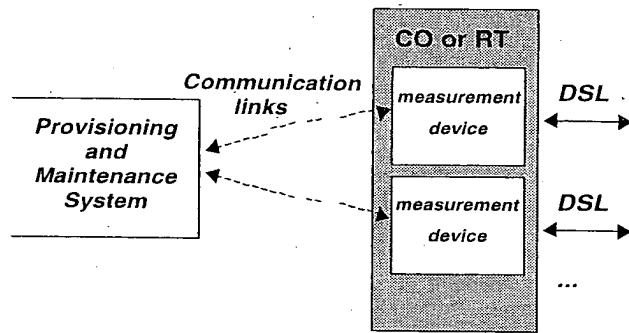 CO or RT
Communication
links
Provisioning
and
Maintenance
System
measurement
device
DSL
measurement
device
DSL
...